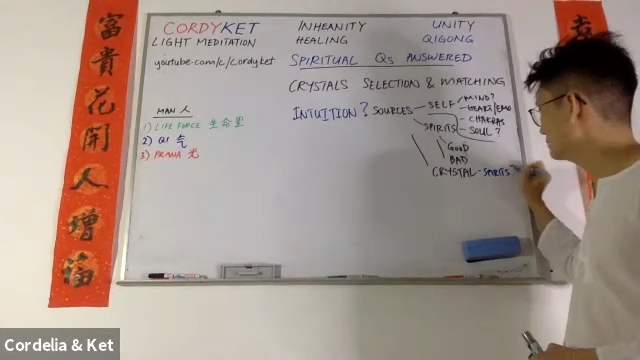 富貴花開人增福
CORDYKET
LIGHT MEDITATION
youtube.com/c/cordyket
INHEANITY
HEALING
UNITY
QIGONG
SPIRITUAL Qs ANSWERED
CRYSTALS SELECTION & MATCHING
INTUITION? SOURCES - SELF
MIND?
HEART/EMO
CHAKRAS
SOUL?
SPIRITS
GOOD
BAD
CRYSTAL-SPIRITS
MAN 人
1) LIFE FORCE 生命里
2) QI 气
3) PRANA 光
Cordelia & Ket